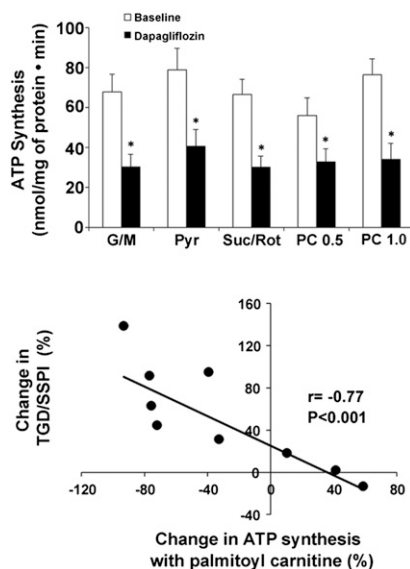 Baseline
Dapagliflozin
ATP Synthesis
(nmol/mg of protein • min)
100
80
60
40
20
0
*
*
*
*
*
G/M Pyr Suc/Rot PC 0.5 PC 1.0
Change in
TGD/SSPI (%)
160
120
80
40
0
-40
r= -0.77
P<0.001
-120 -80 -40 0 40 80
Change in ATP synthesis
with palmitoyl carnitine (%)